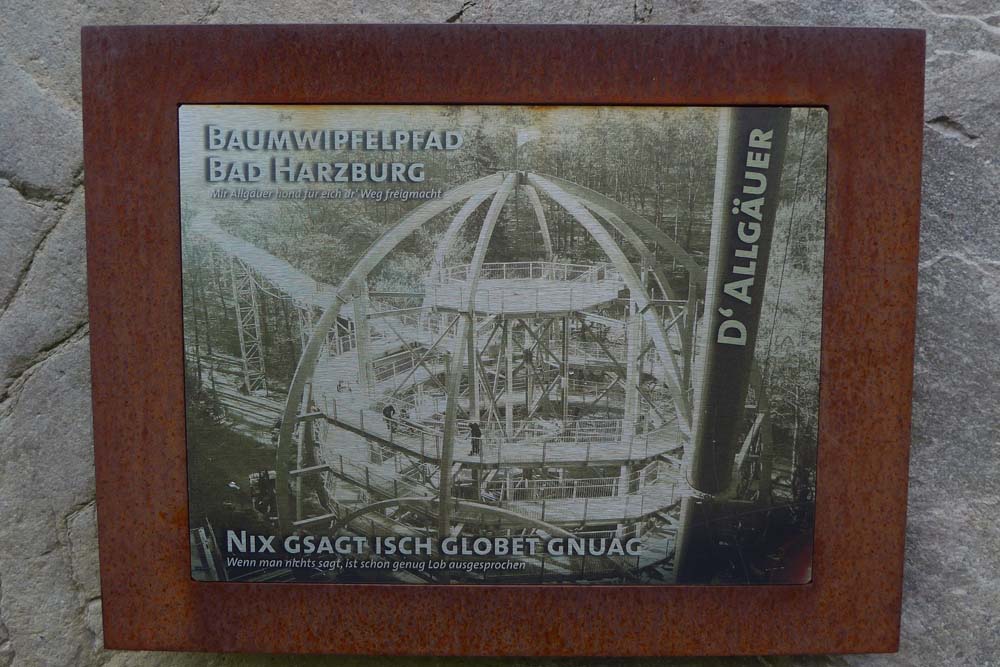 BAUMWIPFELPFAD
BAD HARZBURG
Mir Allgäuer hond für eich dr' Weg freigmacht
D' ALLGÄUER
NIX GSAGT ISCH GLOBET GNUAG
Wenn man nichts sagt, ist schon genug Lob ausgesprochen